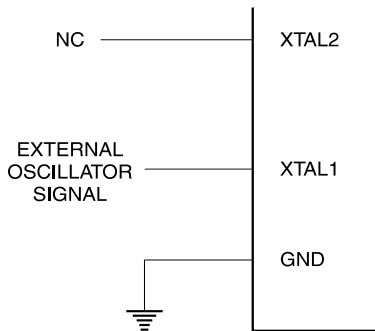 NC
XTAL2
EXTERNAL
OSCILLATOR
SIGNAL
XTAL1
GND